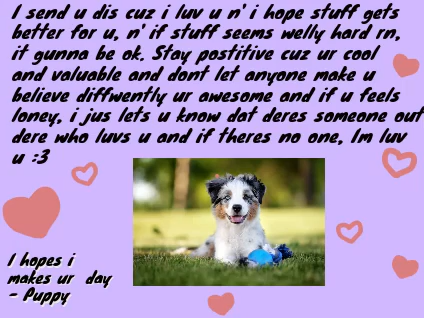 I send u dis cuz i luv u n' i hope stuff gets
better for u, n' if stuff seems welly hard rn,
it gunna be ok. Stay postitive cuz ur cool
and valuable and dont let anyone make u
believe diffwently ur awesome and if u feels
loney, i jus lets u know dat deres someone out
dere who luvs u and if theres no one, Im luv
u :3
I hopes i
makes ur day
- Puppy